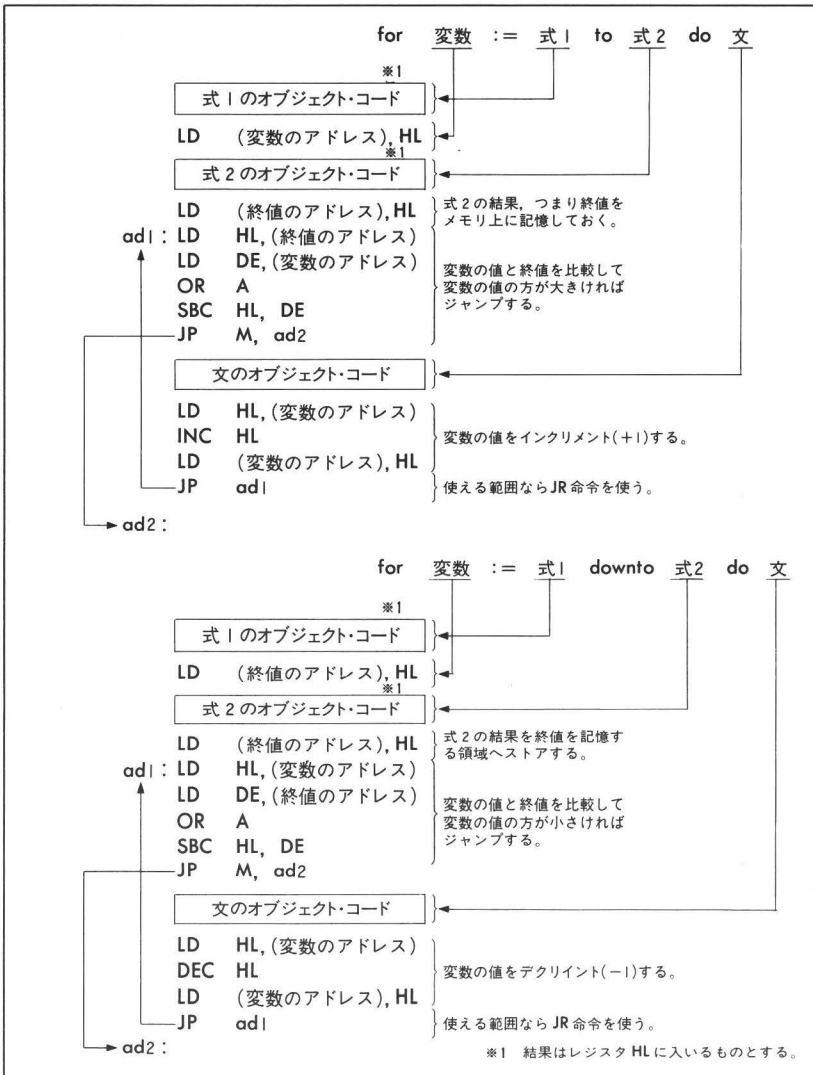 for 変数 := 式1 to 式2 do 文
※1
式1のオブジェクト・コード
LD (変数のアドレス), HL
※1
式2のオブジェクト・コード
LD (終値のアドレス), HL
式2の結果,つまり終値を
メモリ上に記憶しておく。
ad1: LD HL, (終値のアドレス)
LD DE, (変数のアドレス)
OR A
SBC HL, DE
JP M, ad2
変数の値と終値を比較して
変数の値の方が大きければ
ジャンプする。
文のオブジェクト・コード
LD HL, (変数のアドレス)
INC HL
LD (変数のアドレス), HL
変数の値をインクリメント(+1)する。
JP ad1
使える範囲ならJR命令を使う。
ad2:
for 変数 := 式1 downto 式2 do 文
※1
式1のオブジェクト・コード
LD (終値のアドレス), HL
※1
式2のオブジェクト・コード
LD (終値のアドレス), HL
式2の結果を終値を記憶す
る領域へストアする。
ad1: LD HL, (変数のアドレス)
LD DE, (終値のアドレス)
OR A
SBC HL, DE
JP M, ad2
変数の値と終値を比較して
変数の値の方が小さければ
ジャンプする。
文のオブジェクト・コード
LD HL, (変数のアドレス)
DEC HL
LD (変数のアドレス), HL
変数の値をデクリイント(−1)する。
JP ad1
使える範囲ならJR命令を使う。
ad2:
※1 結果はレジスタHLに入いるものとする。